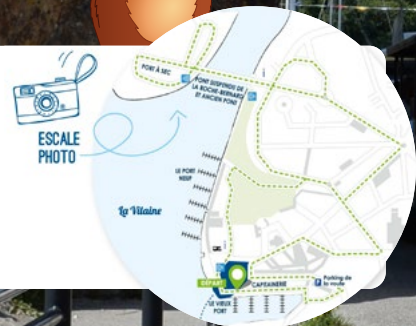 ESCALE
PHOTO
PORT À SEC
PONT SUSPENDU DE
LA ROCHE-BERNARD
ET ANCIEN PONT
LE PORT
NEUF
La Vilaine
DÉPART
CAPITAINERIE
P Parking de
la voute
LE VIEUX
PORT